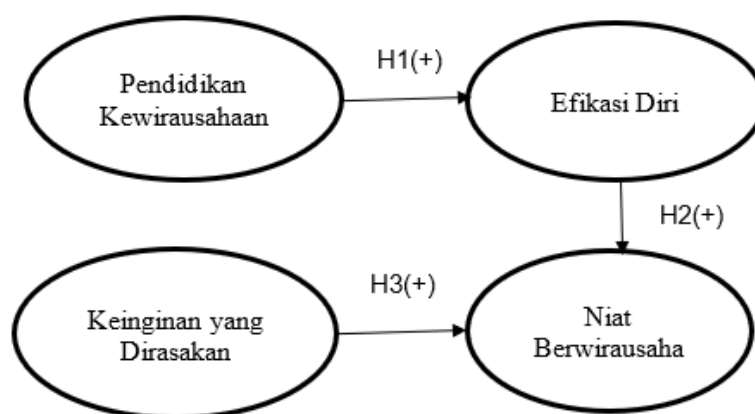 H1(+)
Pendidikan
Kewirausahaan
Efikasi Diri
H2(+)
H3(+)
Keinginan yang
Dirasakan
Niat
Berwirausaha